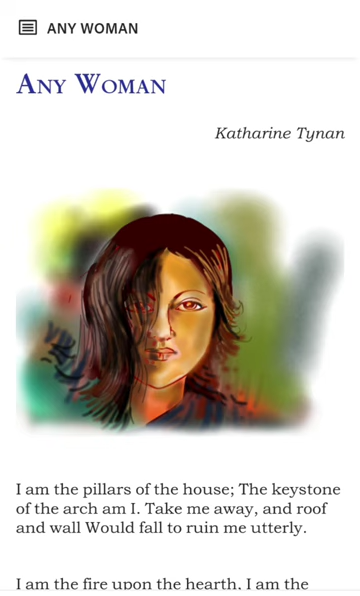 ANY WOMAN
ANY WOMAN
Katharine Tynan
I am the pillars of the house; The keystone
of the arch am I. Take me away, and roof
and wall Would fall to ruin me utterly.
I am the fire upon the hearth, I am the